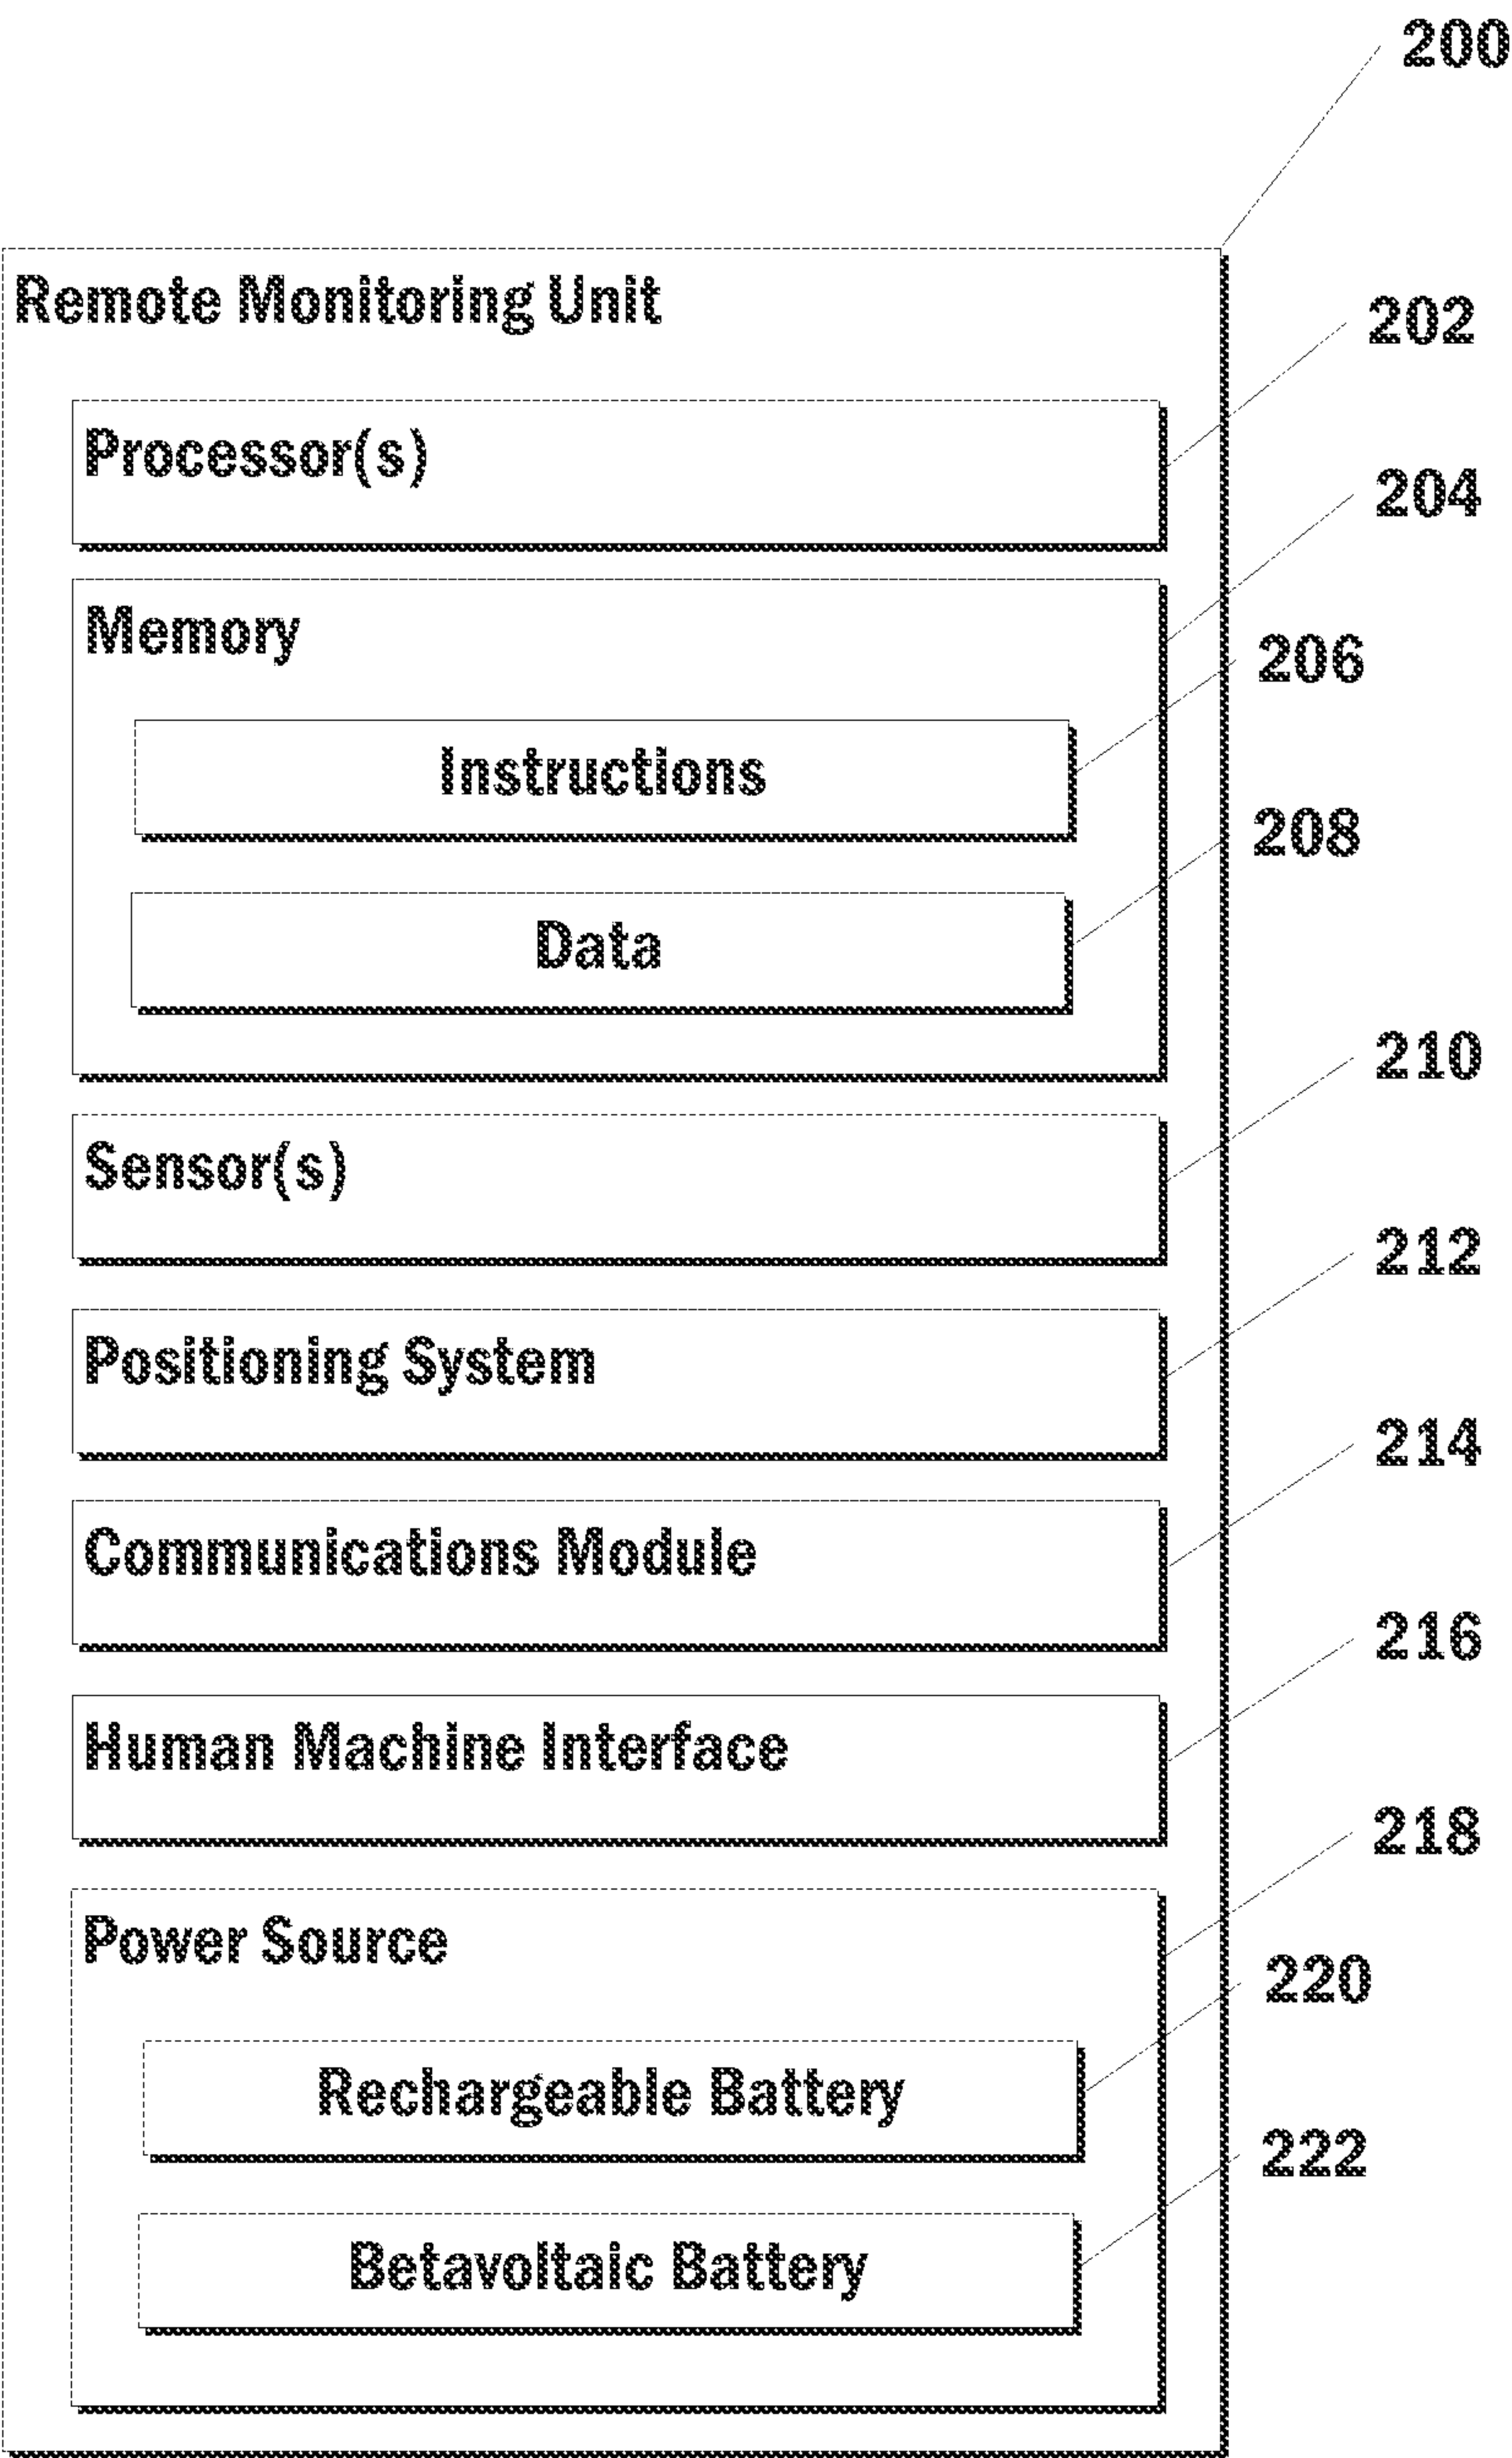 200
Remote Monitoring Unit
202
Processor(s)
204
Memory
206
Instructions
208
Data
210
Sensor(s)
212
Positioning System
214
Communications Module
216
Human Machine Interface
218
Power Source
220
Rechargeable Battery
222
Betavoltaic Battery